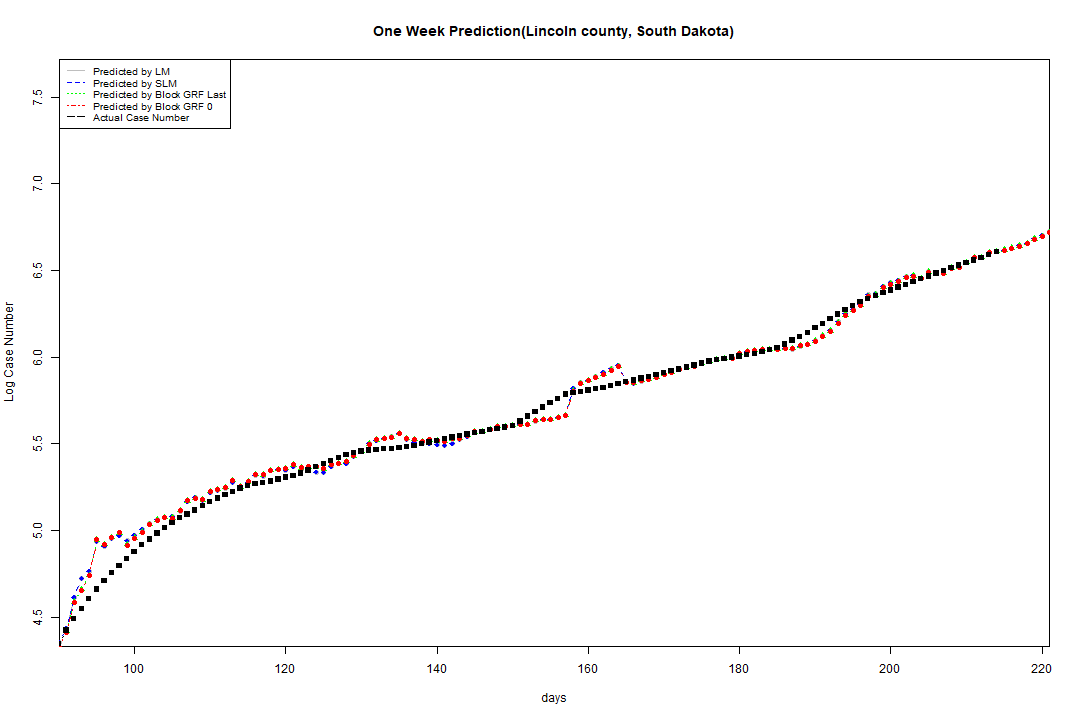 One Week Prediction(Lincoln county, South Dakota)
Predicted by LM
Predicted by SLM
Predicted by Block GRF Last
Predicted by Block GRF 0
Actual Case Number
7.5
7.0
6.5
6.0
5.5
5.0
4.5
Log Case Number
100 120 140 160 180 200 220
days